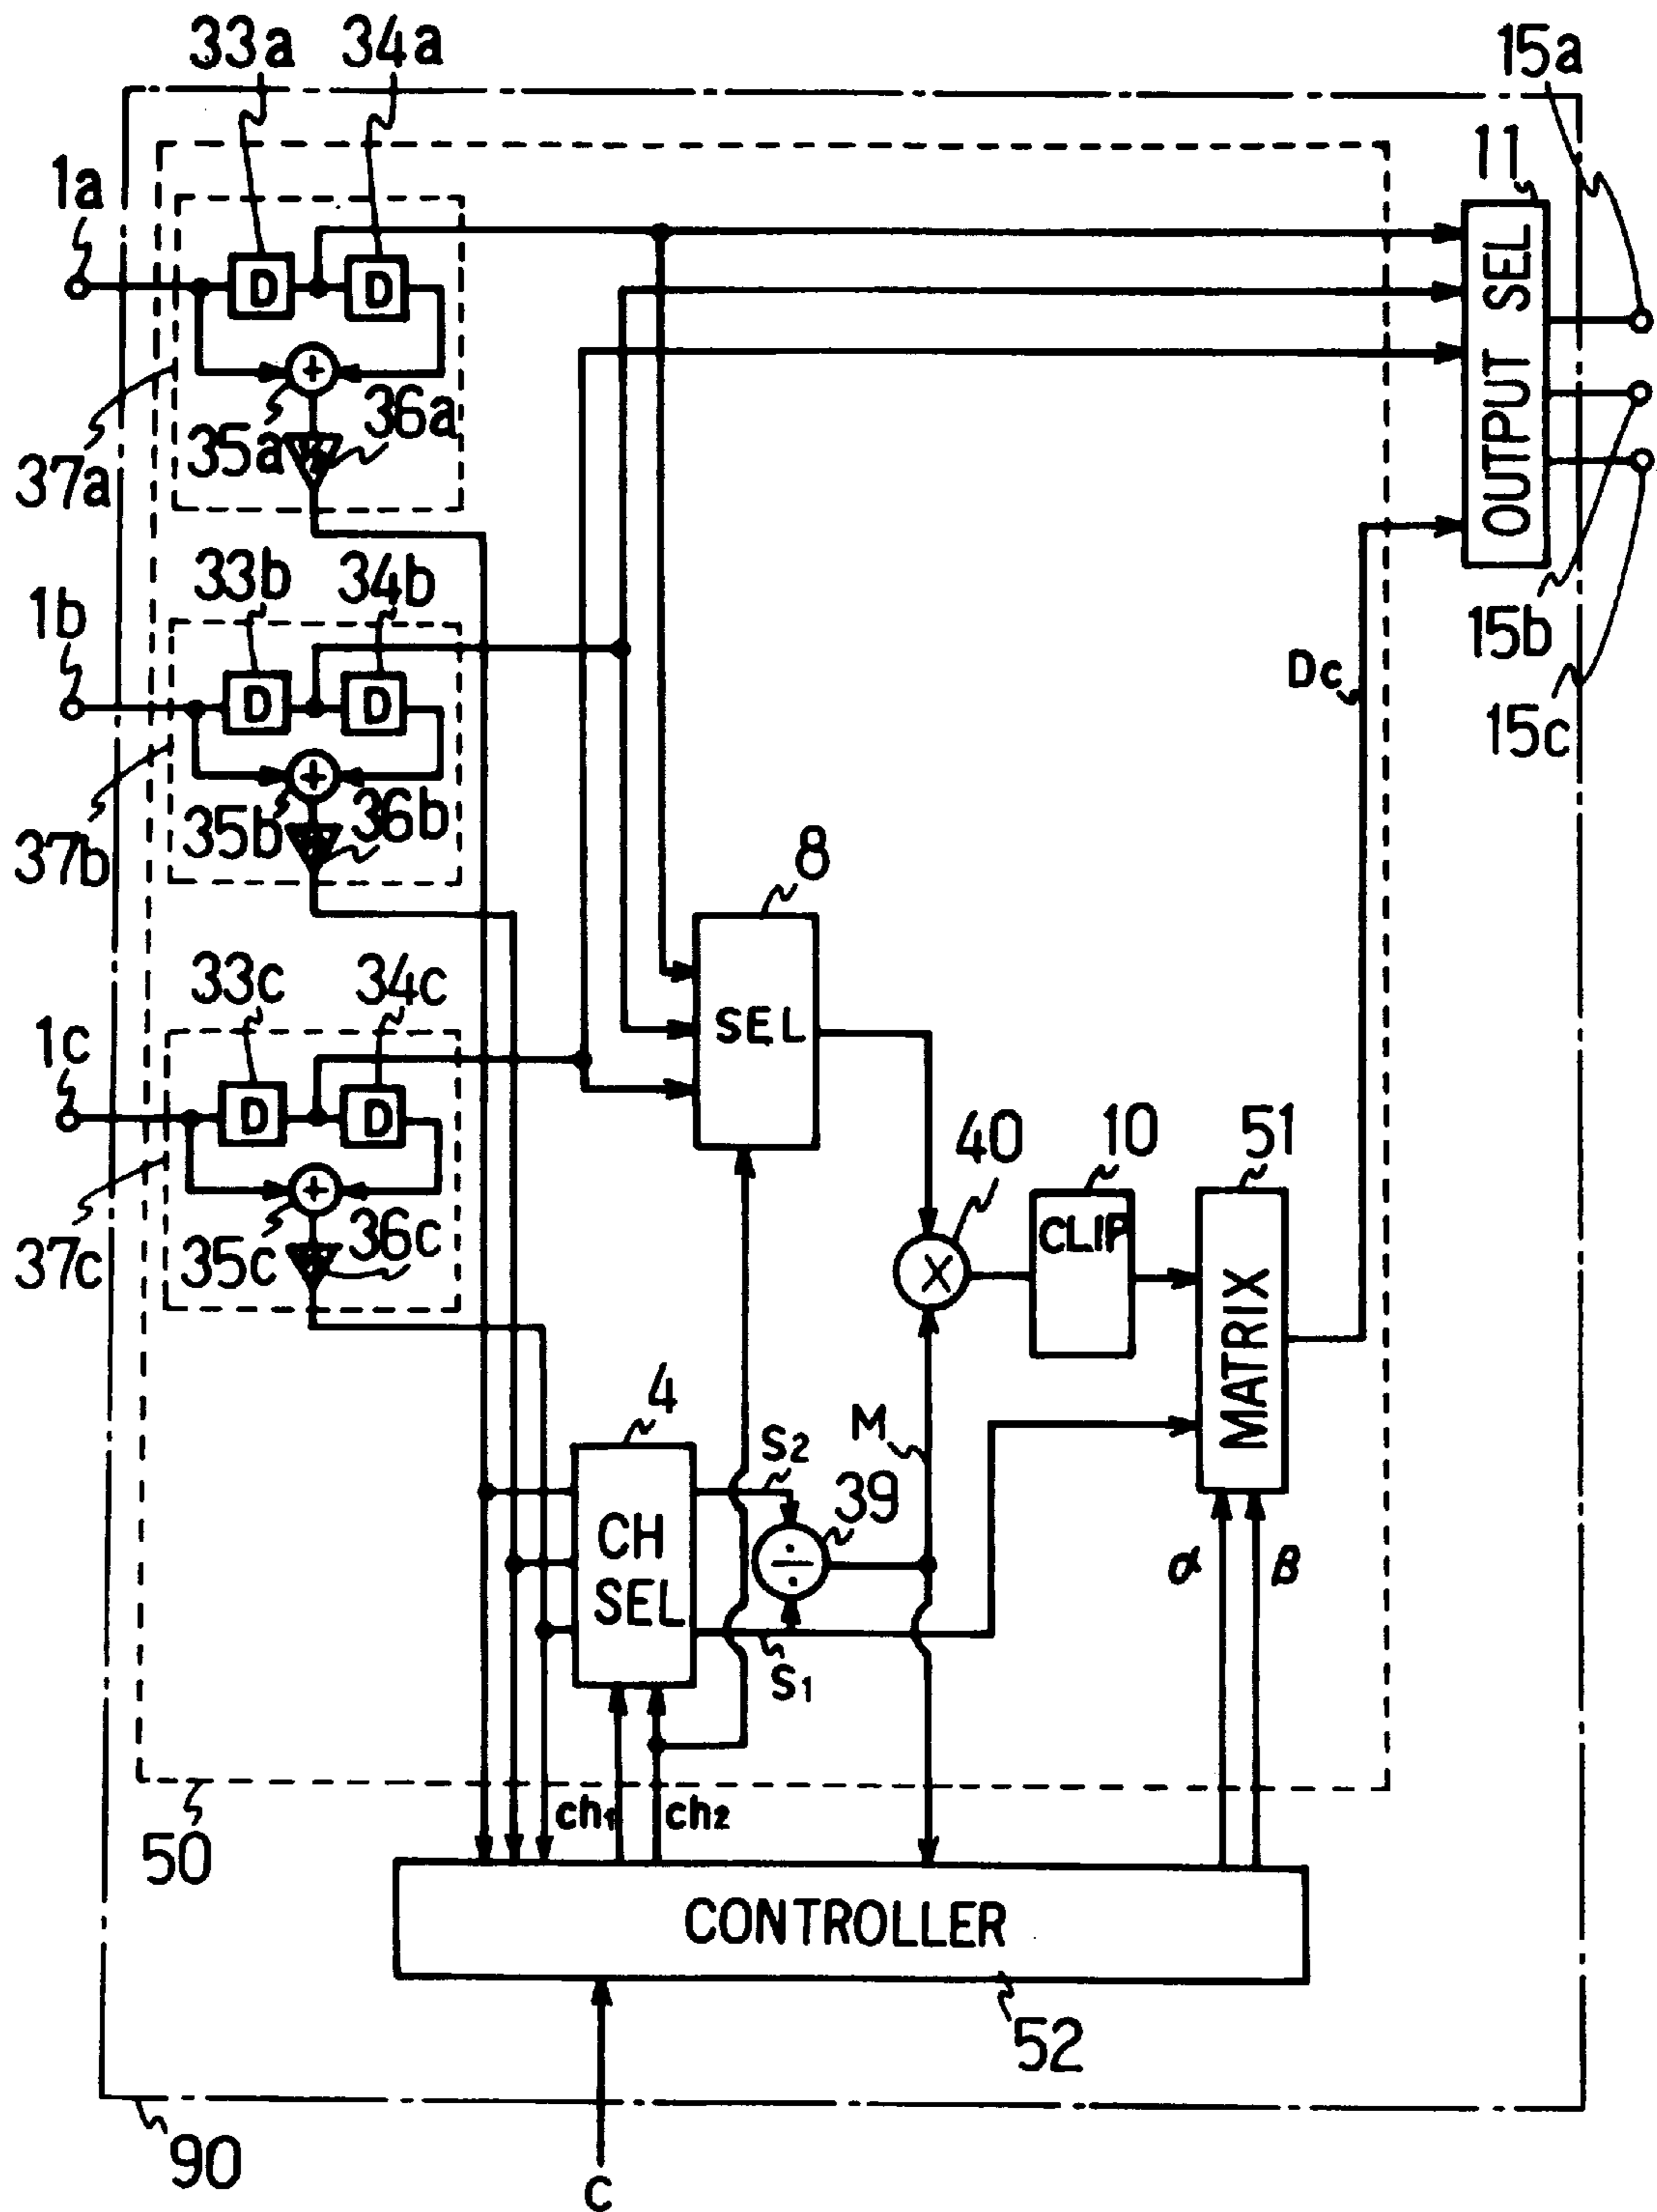 33a
34a
15a
1a
11
D
D
OUTPUT SEL
+
36a
35a
37a
33b
34b
1b
15b
Dc
D
D
15c
+
36b
35b
37b
8
33c
34c
1c
SEL
D
D
40
10
51
+
CLIP
36c
35c
37c
×
MATRIX
4
M
S2
39
CH
SEL
÷
α
β
S1
ch1
ch2
50
CONTROLLER
52
90
C